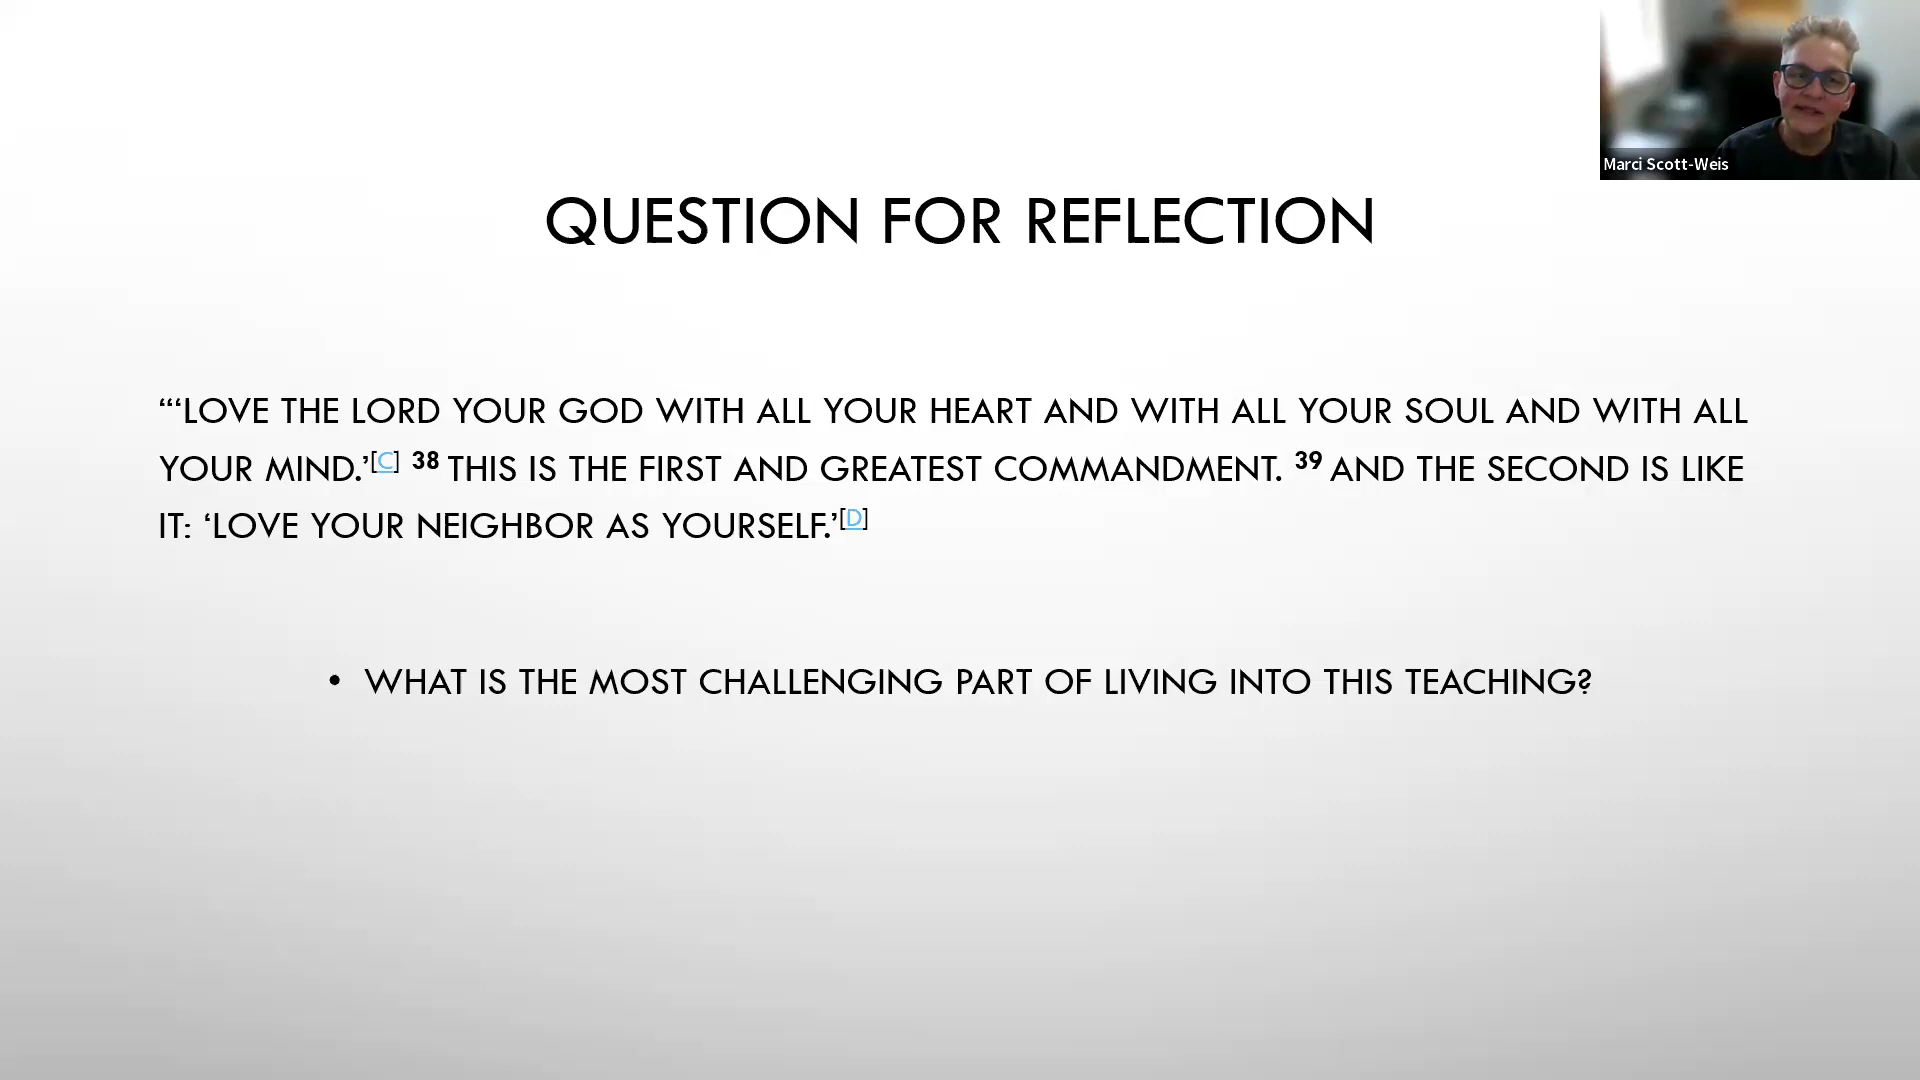 Marci Scott-Weis
QUESTION FOR REFLECTION
“‘LOVE THE LORD YOUR GOD WITH ALL YOUR HEART AND WITH ALL YOUR SOUL AND WITH ALL
YOUR MIND.’[C] 38 THIS IS THE FIRST AND GREATEST COMMANDMENT. 39 AND THE SECOND IS LIKE
IT: ‘LOVE YOUR NEIGHBOR AS YOURSELF.’[D]
• WHAT IS THE MOST CHALLENGING PART OF LIVING INTO THIS TEACHING?